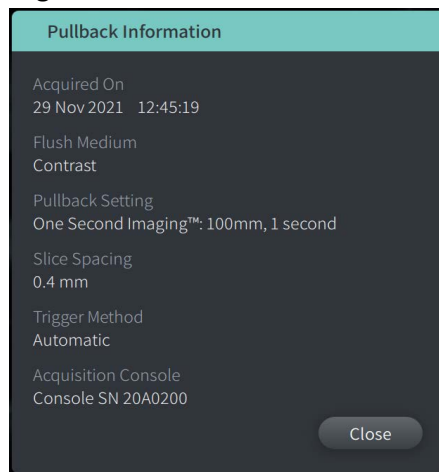 Pullback Information
Acquired On
29 Nov 2021 12:45:19
Flush Medium
Contrast
Pullback Setting
One Second Imaging™: 100mm, 1 second
Slice Spacing
0.4 mm
Trigger Method
Automatic
Acquisition Console
Console SN 20A0200
Close